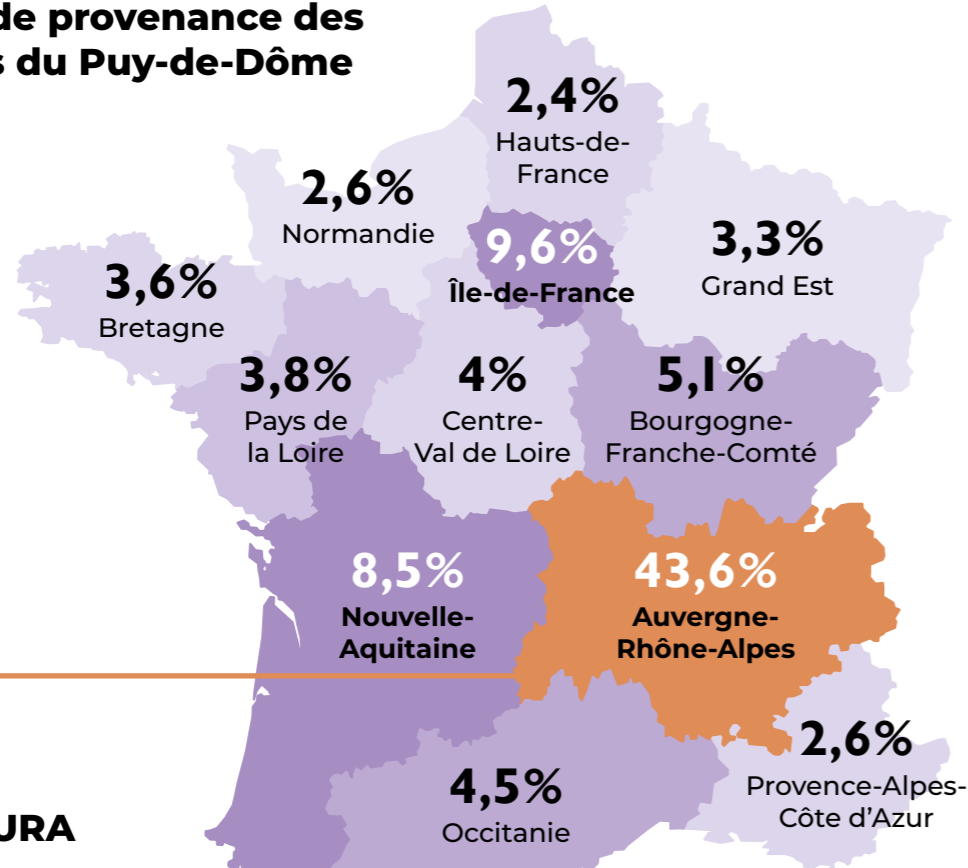 de provenance des
s du Puy-de-Dôme
2,4%
Hauts-de-
France
2,6%
Normandie
9,6%
Île-de-France
3,3%
Grand Est
3,6%
Bretagne
3,8%
Pays de
la Loire
4%
Centre-
Val de Loire
5,1%
Bourgogne-
Franche-Comté
8,5%
Nouvelle-
Aquitaine
43,6%
Auvergne-
Rhône-Alpes
2,6%
Provence-Alpes-
Côte d'Azur
4,5%
Occitanie
URA